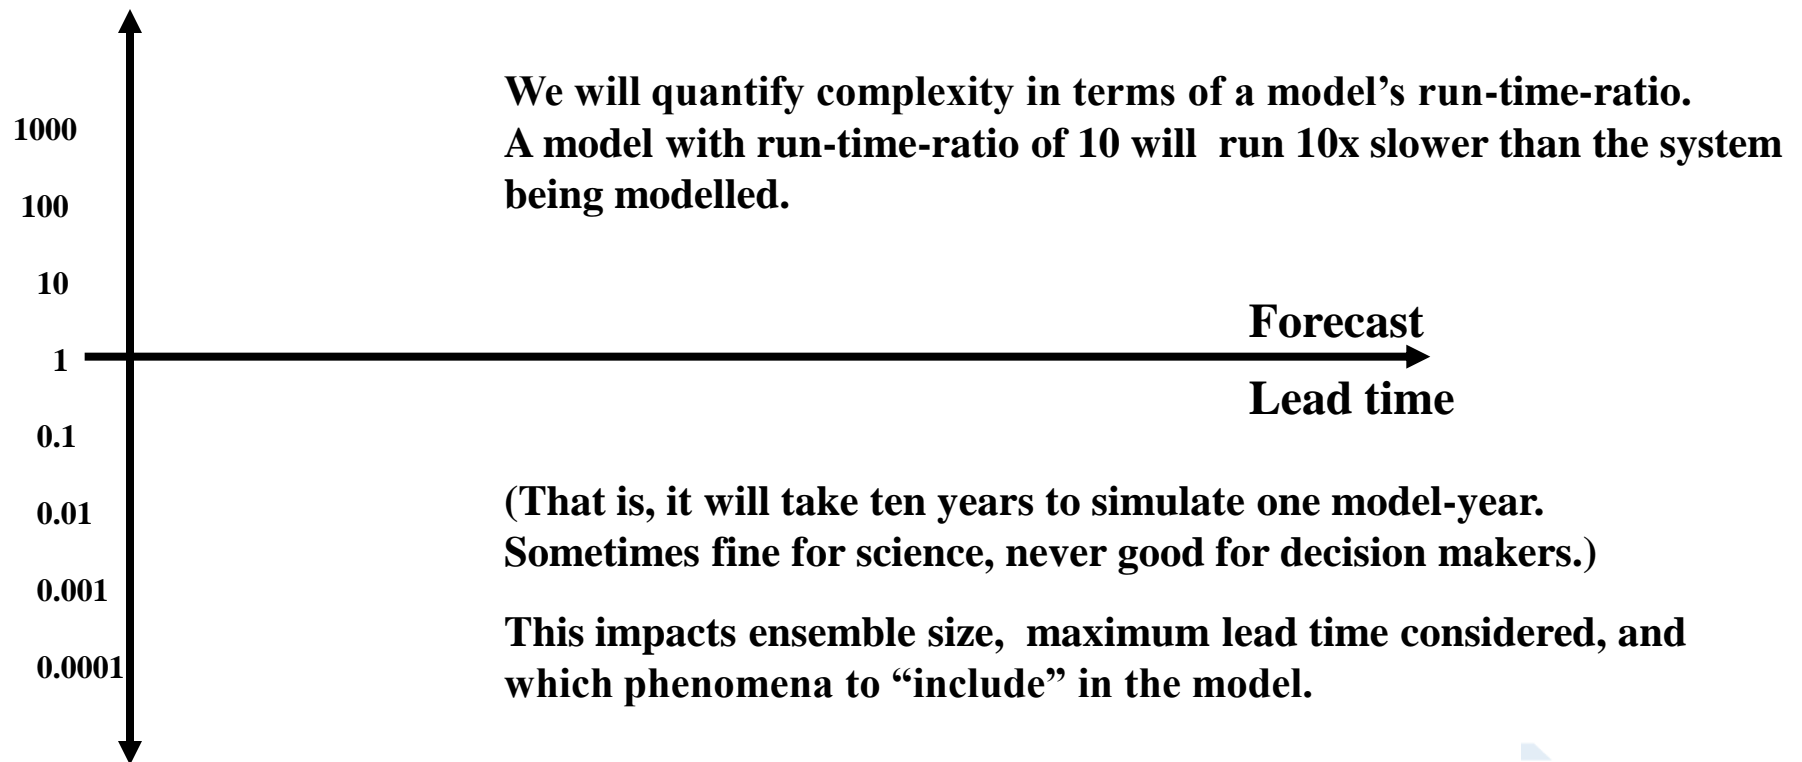 We will quantify complexity in terms of a model’s run-time-ratio.
A model with run-time-ratio of 10 will run 10x slower than the system
being modelled.
1000
100
10
1
0.1
0.01
0.001
0.0001
Forecast
Lead time
(That is, it will take ten years to simulate one model-year.
Sometimes fine for science, never good for decision makers.)
This impacts ensemble size, maximum lead time considered, and
which phenomena to “include” in the model.